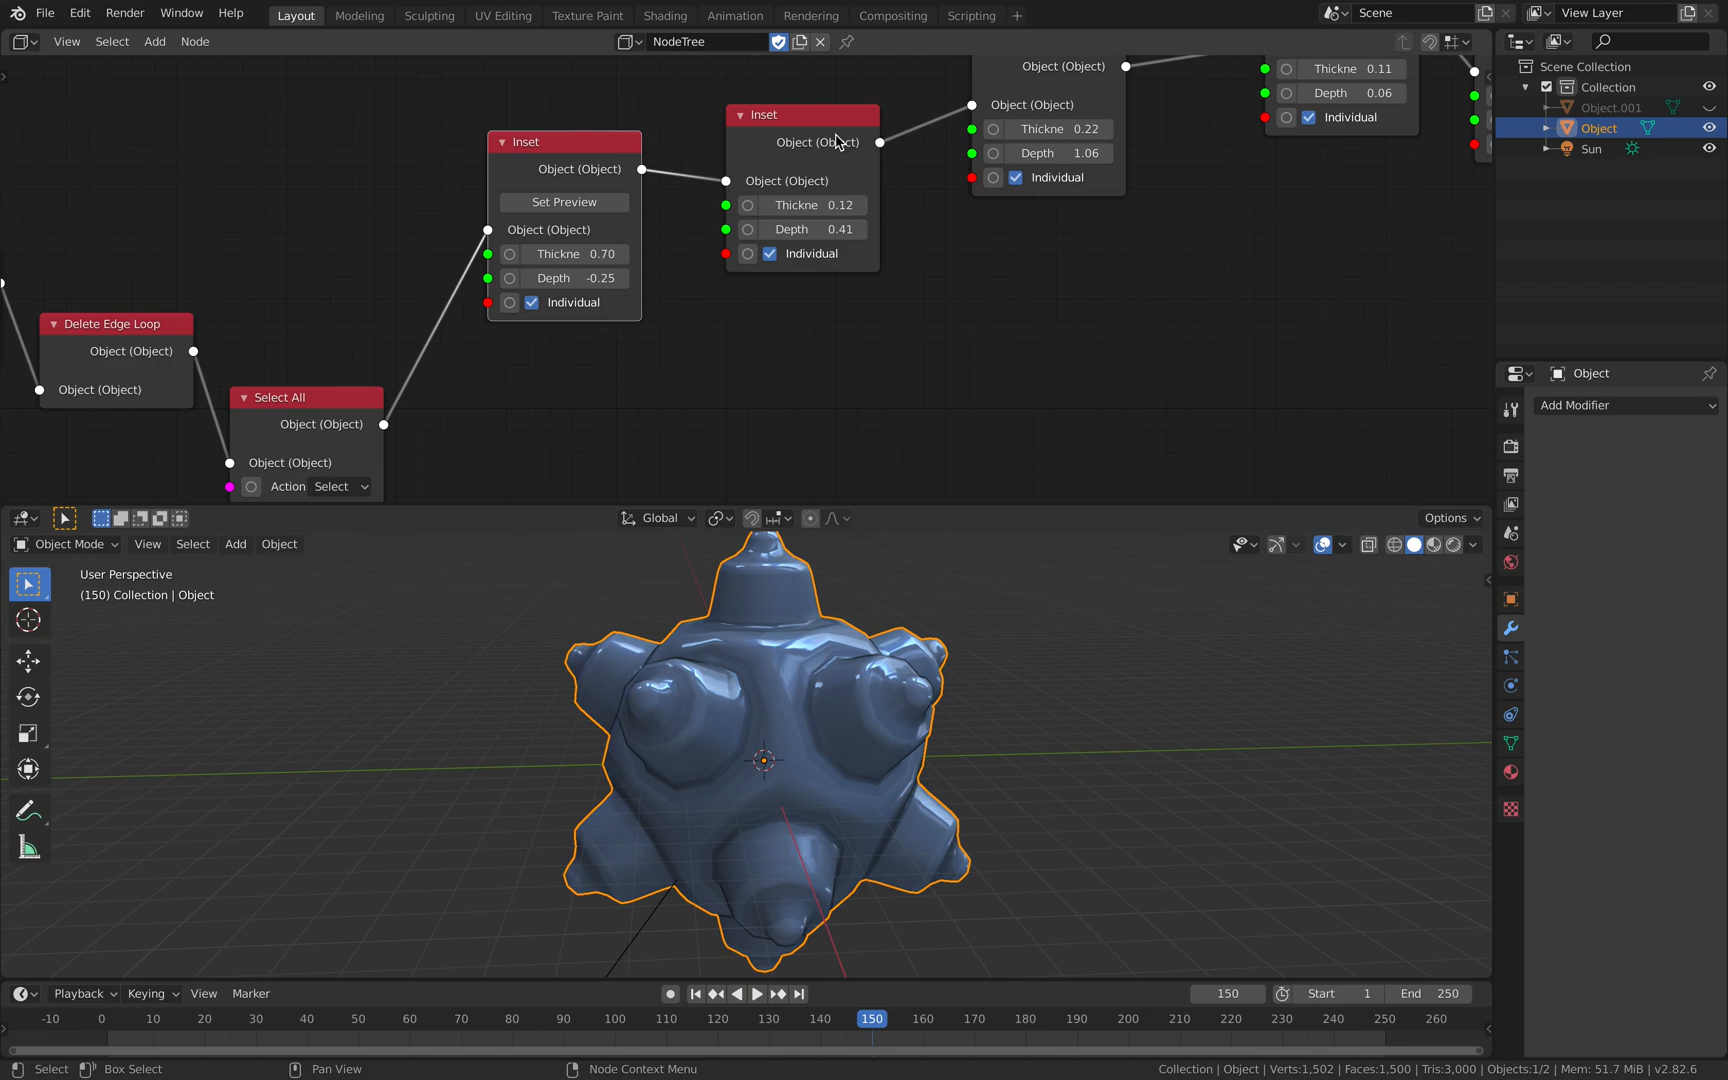 File Edit Render Window Help Layout Modeling Sculpting UV Editing Texture Paint Shading Animation Rendering Compositing Scripting + Scene View Layer
View Select Add Node NodeTree
Object (Object) Thickne 0.11
Depth 0.06
Individual
Object (Object)
Thickne 0.22
Depth 1.06
Individual
Inset
Object (Object)
Object (Object)
Thickne 0.12
Depth 0.41
Individual
Inset
Object (Object)
Set Preview
Object (Object)
Thickne 0.70
Depth -0.25
Individual
Delete Edge Loop
Object (Object)
Object (Object)
Select All
Object (Object)
Object (Object)
Action Select
Scene Collection
Collection
Object.001
Object
Sun
Object
Add Modifier
Global Options
Object Mode View Select Add Object
User Perspective
(150) Collection | Object
Playback Keying View Marker 150 Start 1 End 250
-10 0 10 20 30 40 50 60 70 80 90 100 110 120 130 140 150 160 170 180 190 200 210 220 230 240 250 260
Select Box Select Pan View Node Context Menu Collection | Object | Verts:1,502 | Faces:1,500 | Tris:3,000 | Objects:1/2 | Mem: 51.7 MiB | v2.82.6